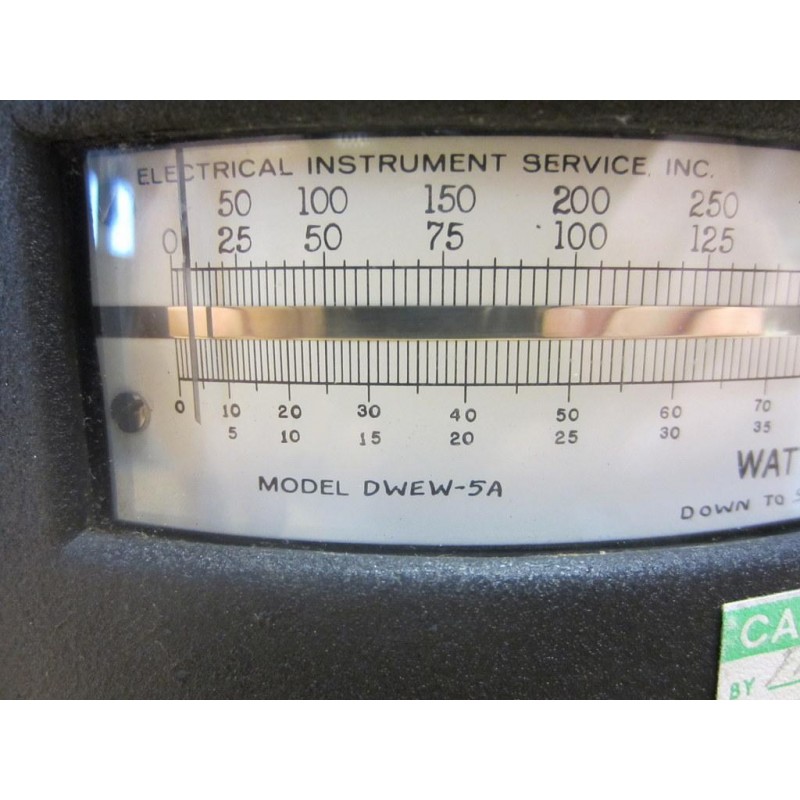 ELECTRICAL INSTRUMENT SERVICE, INC.
50 100 150 200 250
0 25 50 75 100 125
0 10 20 30 40 50 60 70
5 10 15 20 25 30 35
WAT
MODEL DWEW-5A
DOWN TO
CA
BY